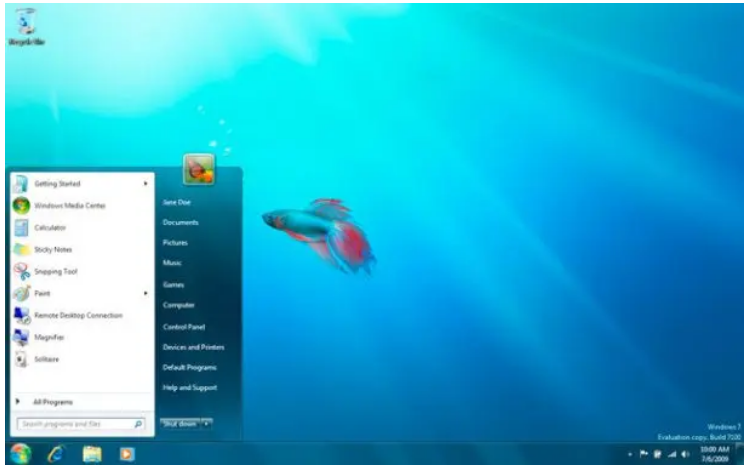 Recycle Bin
Getting Started
Windows Media Center
Calculator
Sticky Notes
Snipping Tool
Paint
Remote Desktop Connection
Magnifier
Solitaire
All Programs
Search programs and files
Jane Doe
Documents
Pictures
Music
Games
Computer
Control Panel
Devices and Printers
Default Programs
Help and Support
Shut down
Windows 7
Evaluation copy. Build 7100
10:00 AM
7/6/2009